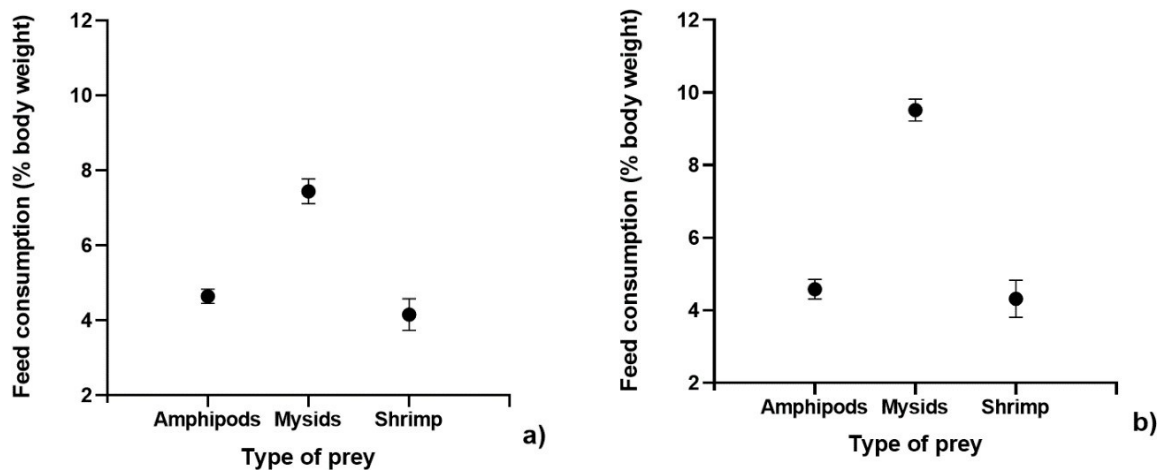 Feed consumption (% body weight)
12
10
8
6
4
2
Amphipods Mysids Shrimp
Type of prey
a)
Feed consumption (% body weight)
12
10
8
6
4
2
Amphipods Mysids Shrimp
Type of prey
b)